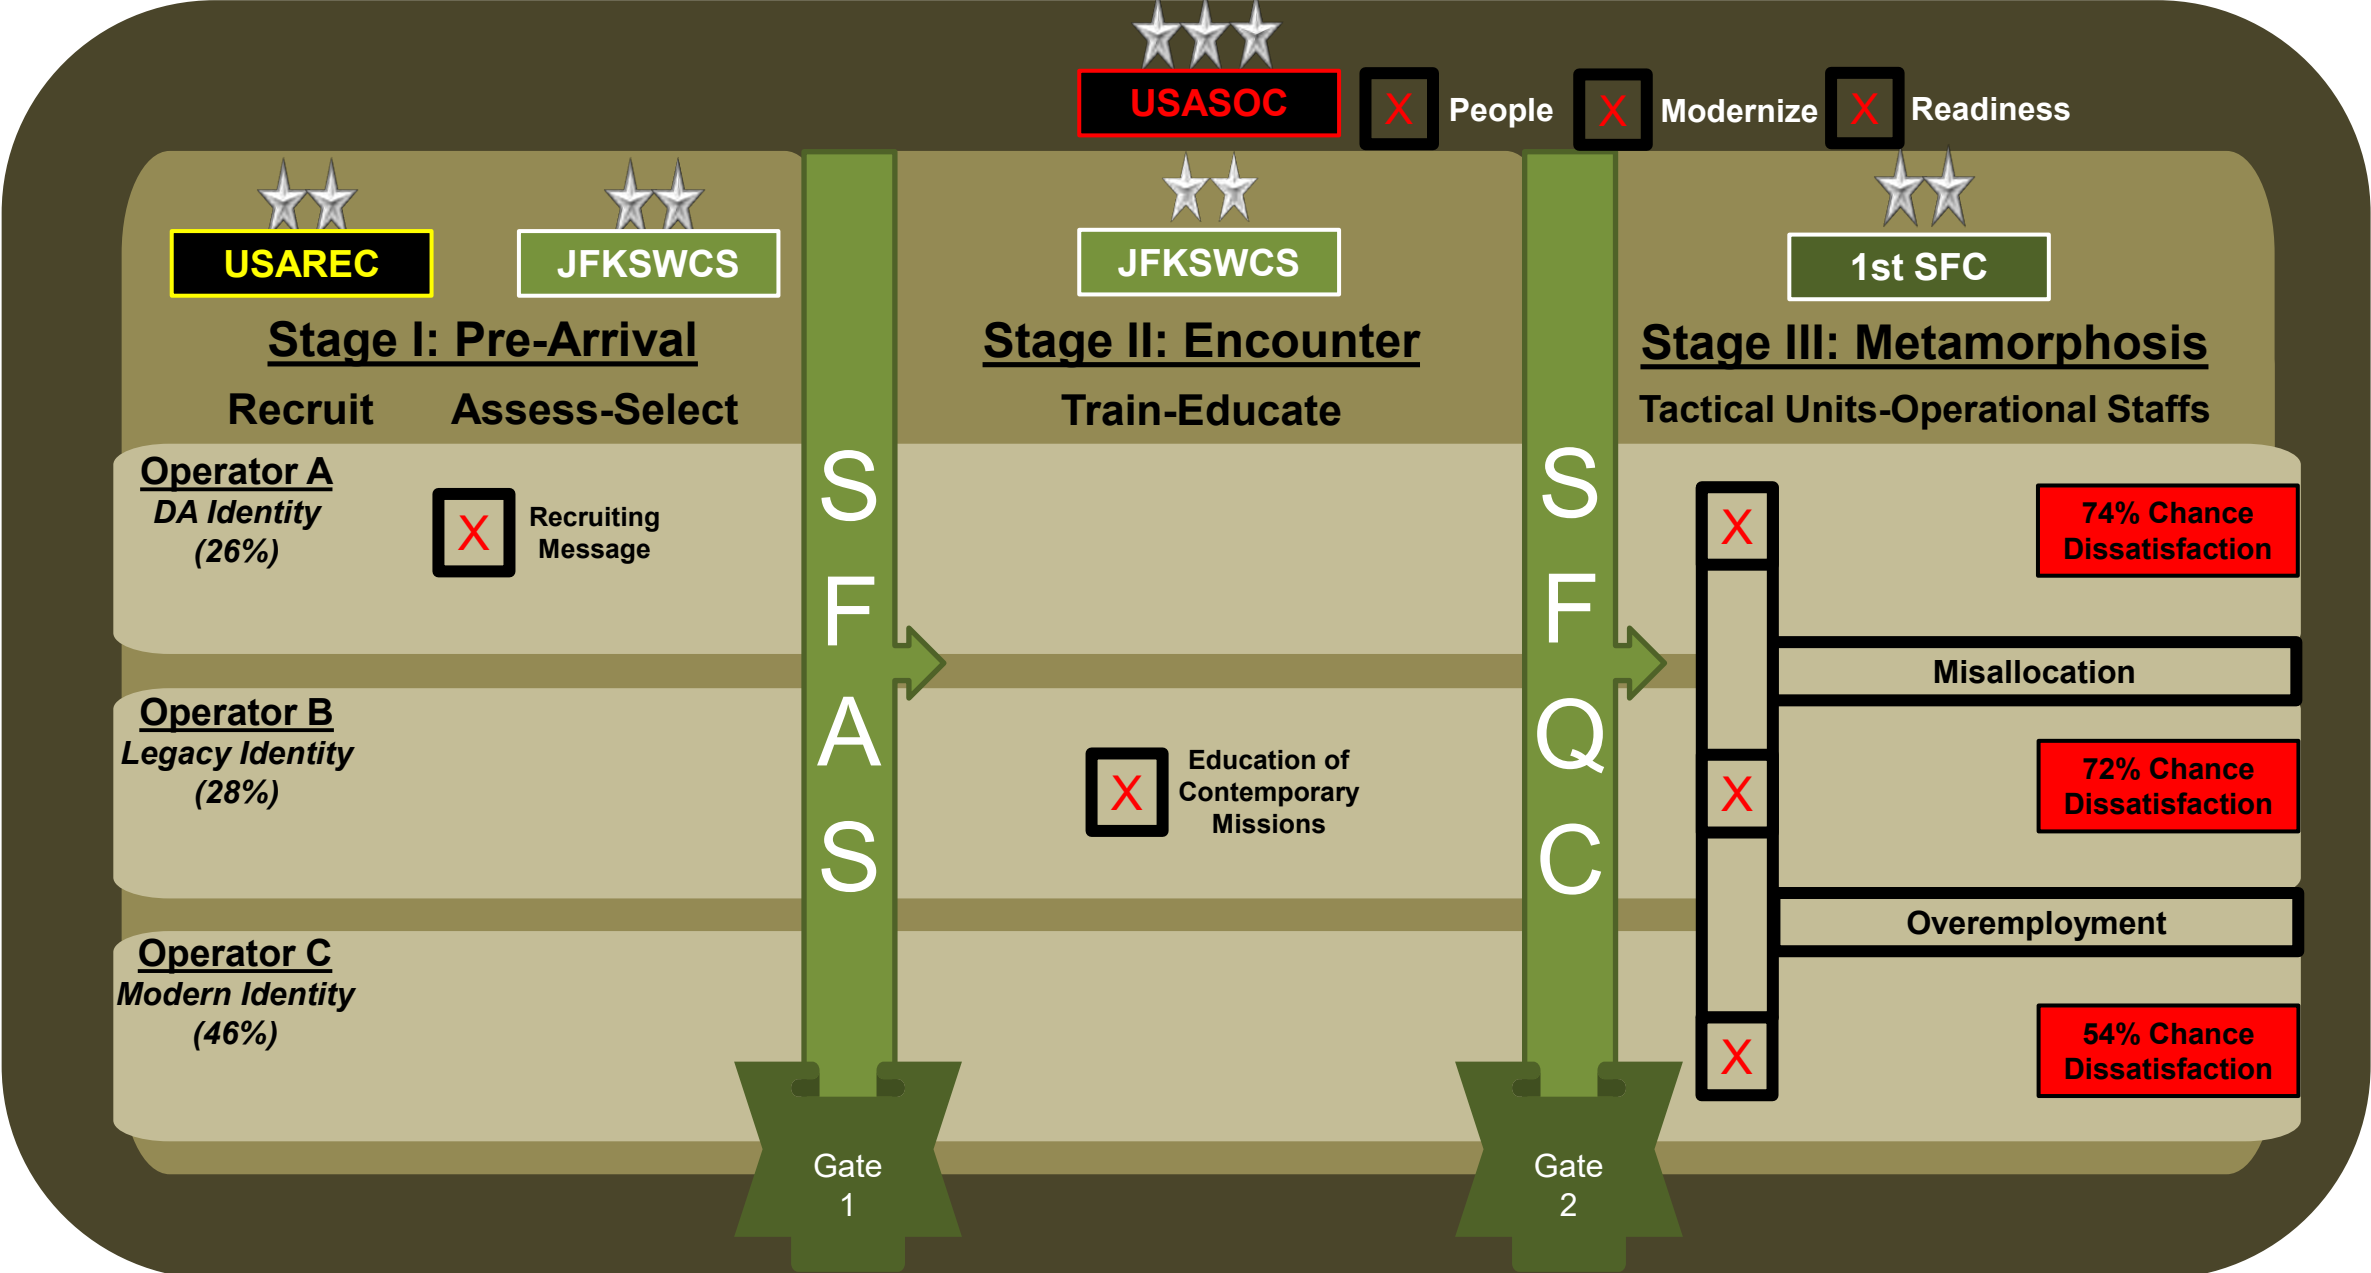 USASOC
X People X Modernize X Readiness
USAREC
JFKSWCS
JFKSWCS
1st SFC
Stage I: Pre-Arrival
Recruit Assess-Select
Stage II: Encounter
Train-Educate
Stage III: Metamorphosis
Tactical Units-Operational Staffs
Operator A
DA Identity
(26%)
X
Recruiting
Message
Operator B
Legacy Identity
(28%)
Operator C
Modern Identity
(46%)
S
F
A
S
Gate
1
X
Education of
Contemporary
Missions
S
F
Q
C
Gate
2
X
74% Chance
Dissatisfaction
Misallocation
X
72% Chance
Dissatisfaction
Overemployment
X
54% Chance
Dissatisfaction